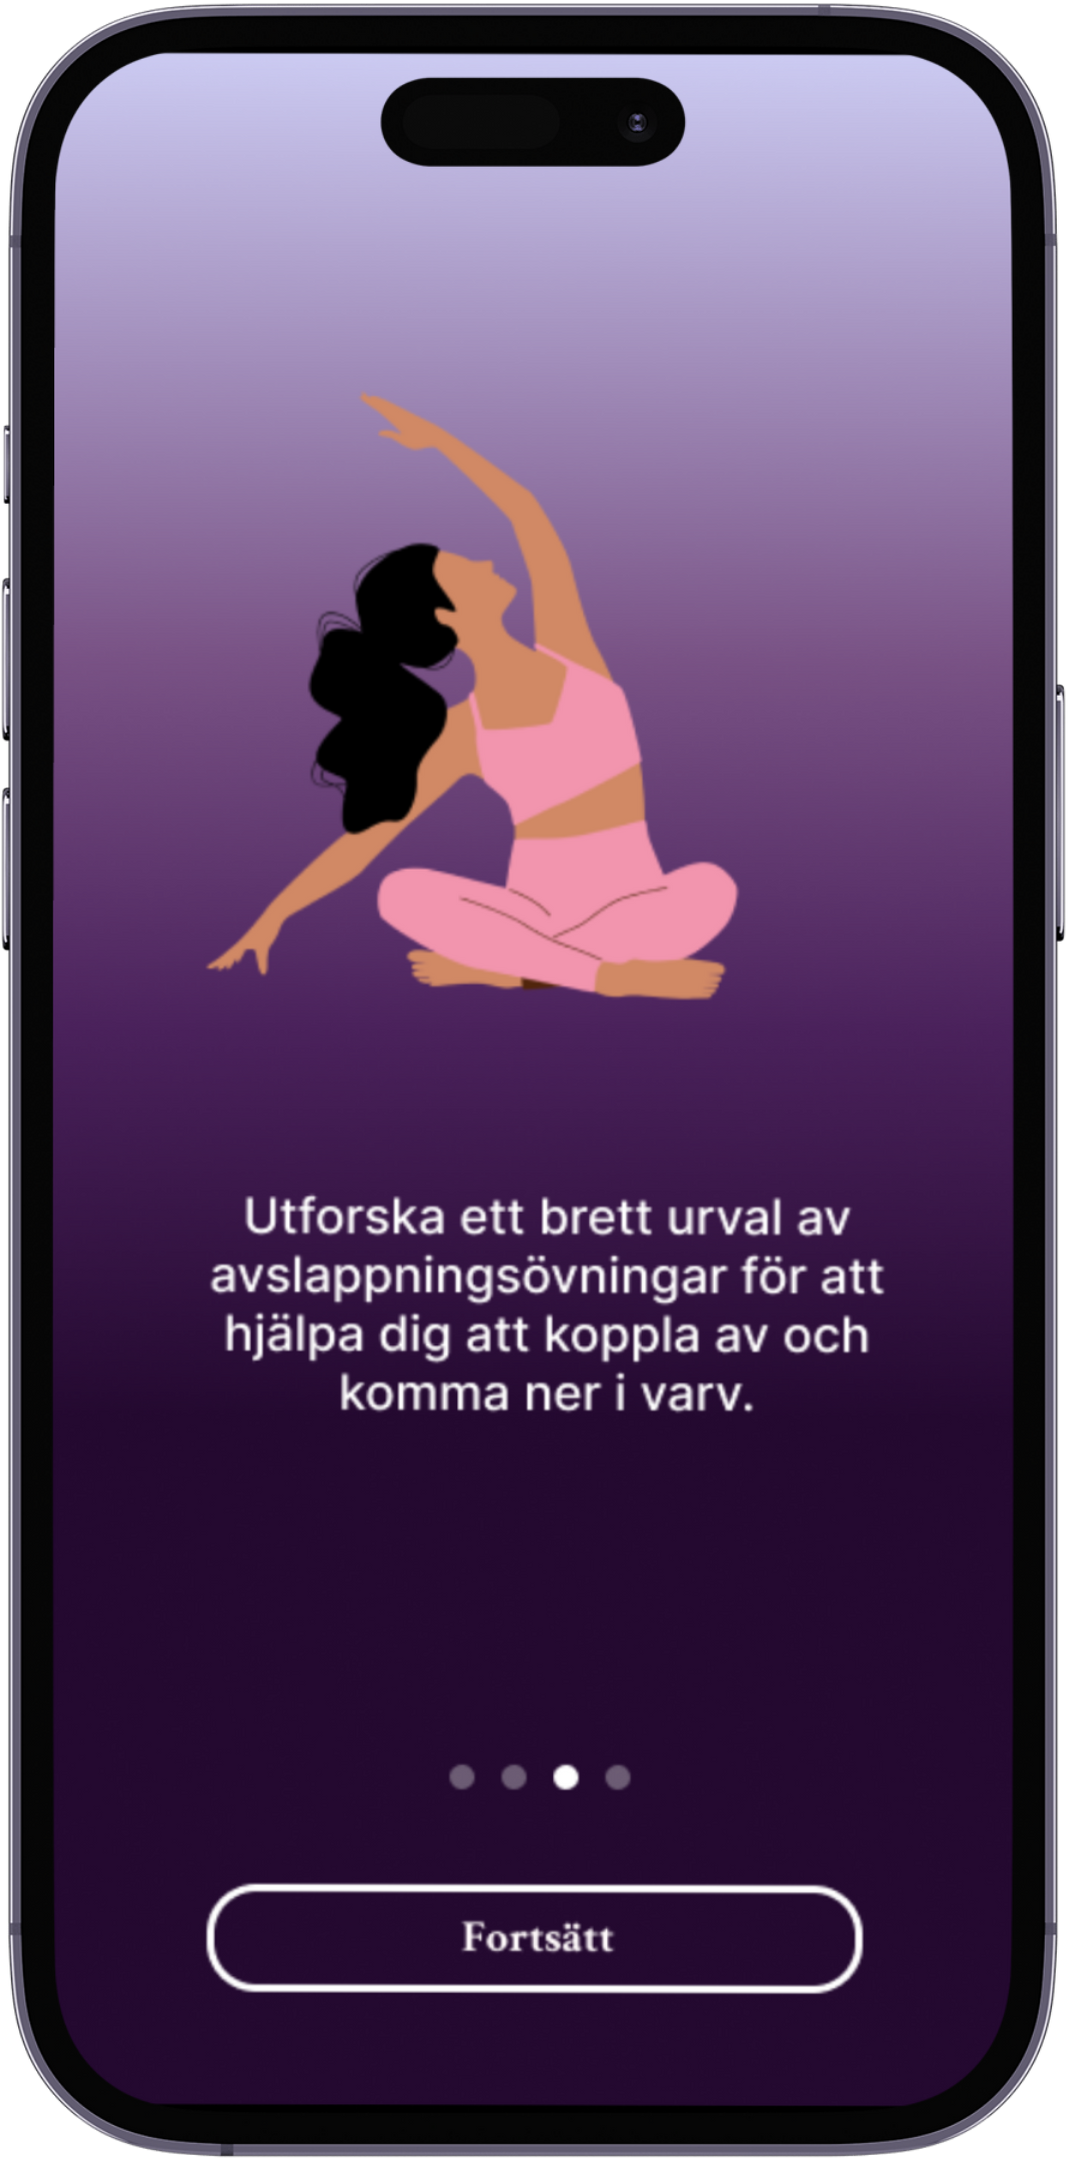 Utforska ett brett urval av
avslappningsövningar för att
hjälpa dig att koppla av och
komma ner i varv.
Fortsätt